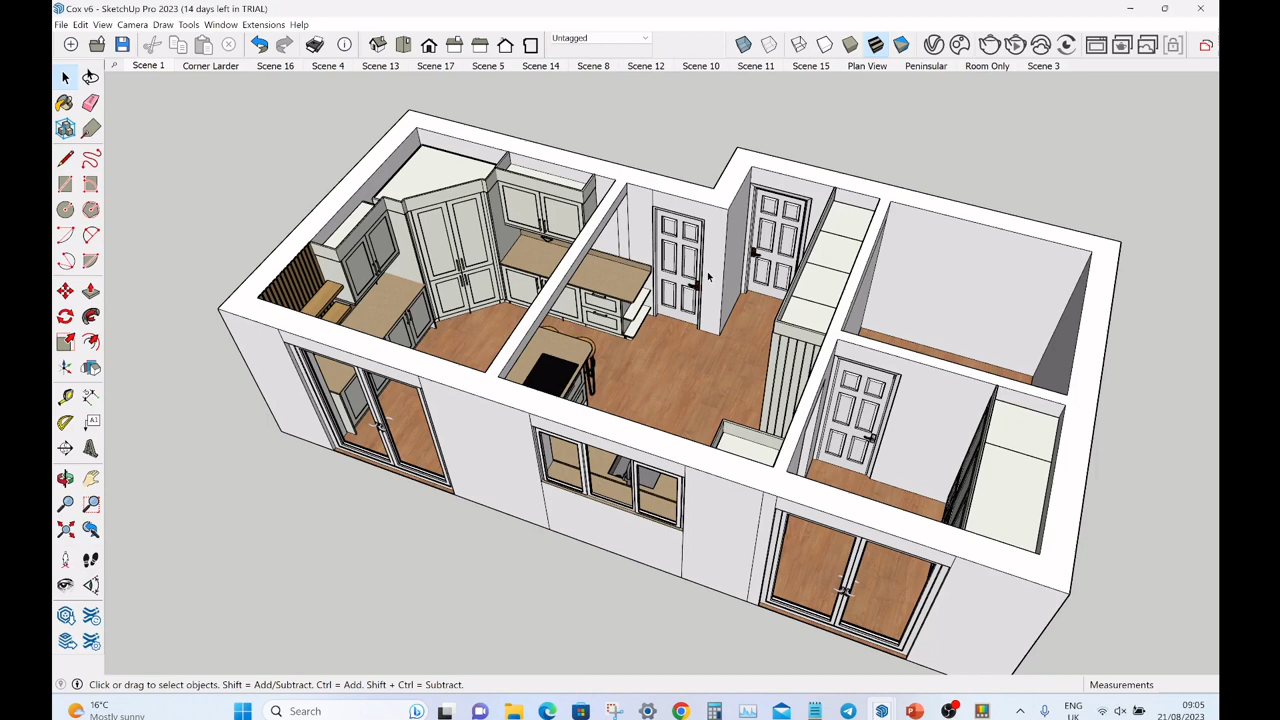 Cox v6 - SketchUp Pro 2023 (14 days left in TRIAL)
File Edit View Camera Draw Tools Window Extensions Help
Untagged
Scene 1 Corner Larder Scene 16 Scene 4 Scene 13 Scene 17 Scene 5 Scene 14 Scene 8 Scene 12 Scene 10 Scene 11 Scene 15 Plan View Peninsular Room Only Scene 3
A1
Click or drag to select objects. Shift = Add/Subtract. Ctrl = Add. Shift + Ctrl = Subtract.
Measurements
16°C
Mostly sunny
Search
ENG
UK
09:05
21/08/2023